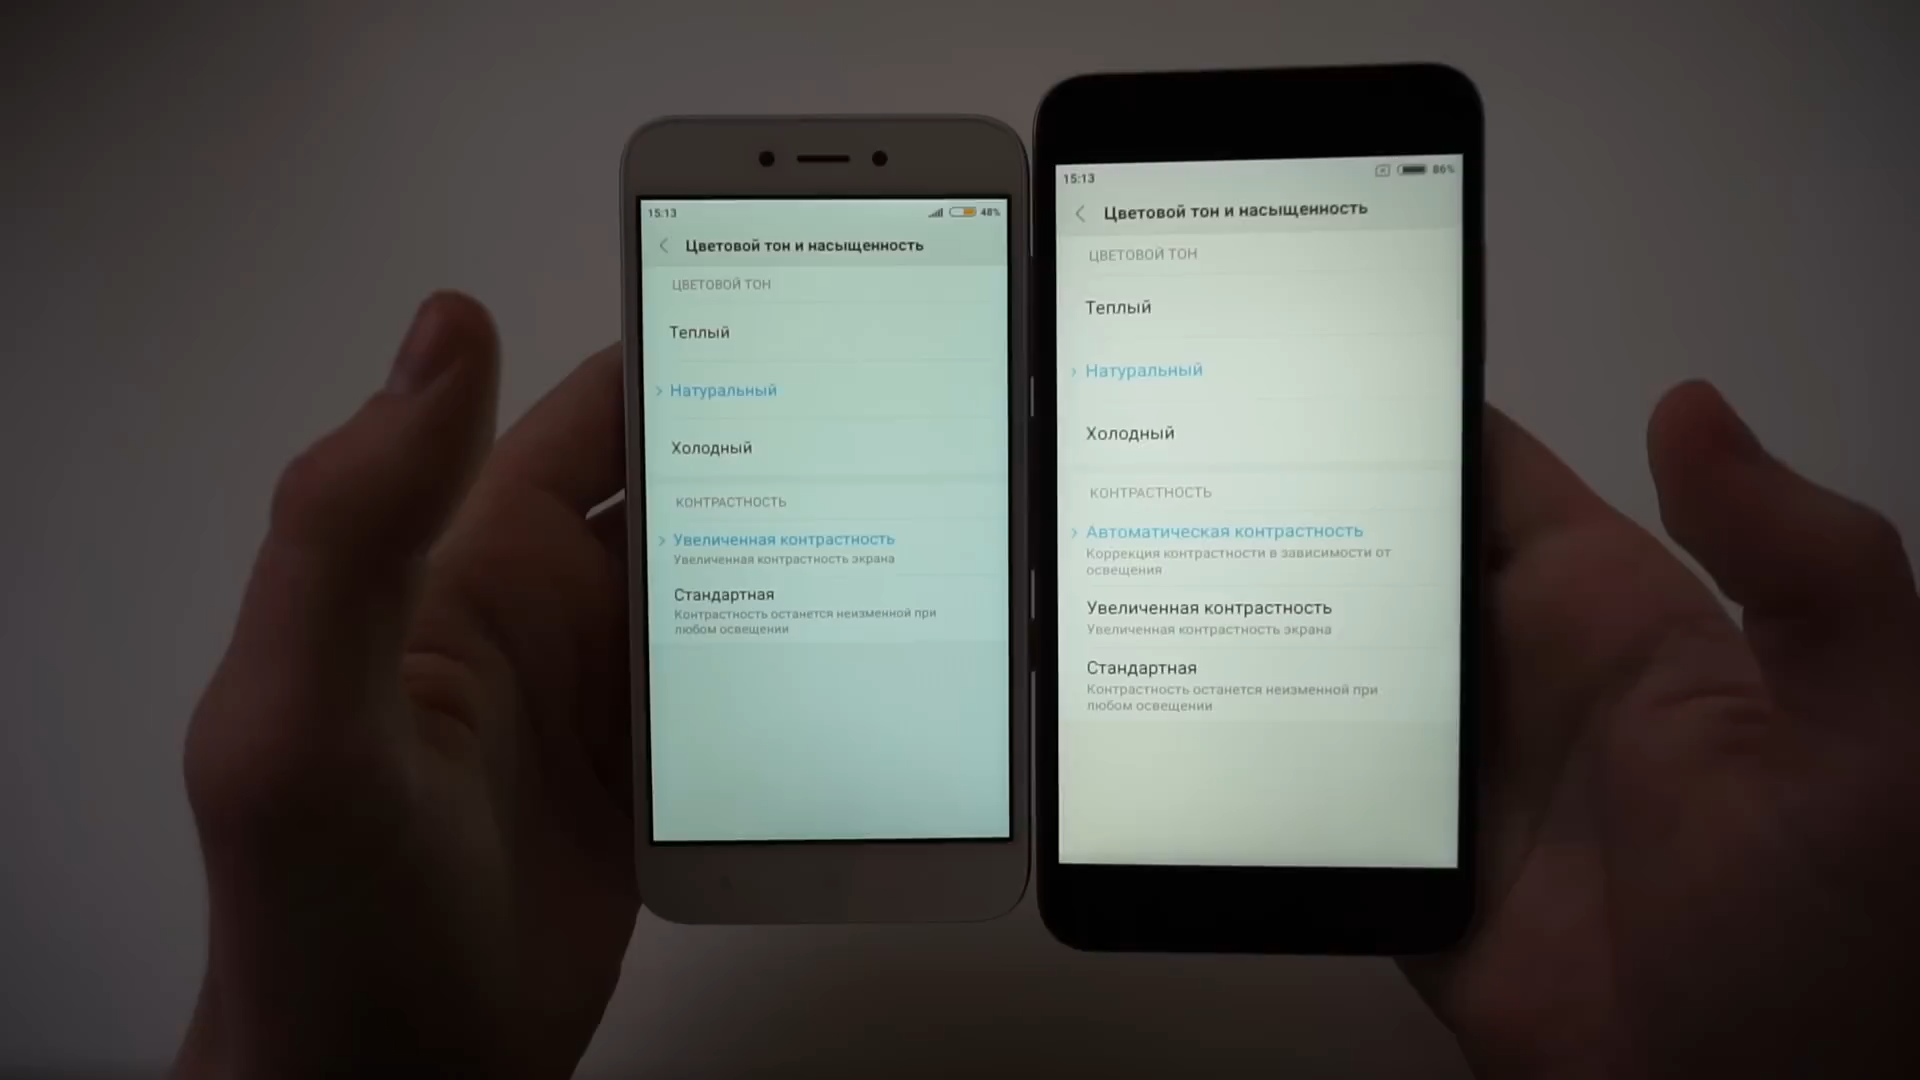 15:13
48%
Цветовой тон и насыщенность
ЦВЕТОВОЙ ТОН
Теплый
Натуральный
Холодный
КОНТРАСТНОСТЬ
Увеличенная контрастность
Увеличенная контрастность экрана
Стандартная
Контрастность останется неизменной при
любом освещении
15:13
86%
Цветовой тон и насыщенность
ЦВЕТОВОЙ ТОН
Теплый
Натуральный
Холодный
КОНТРАСТНОСТЬ
Автоматическая контрастность
Коррекция контрастности в зависимости от
освещения
Увеличенная контрастность
Увеличенная контрастность экрана
Стандартная
Контрастность останется неизменной при
любом освещении